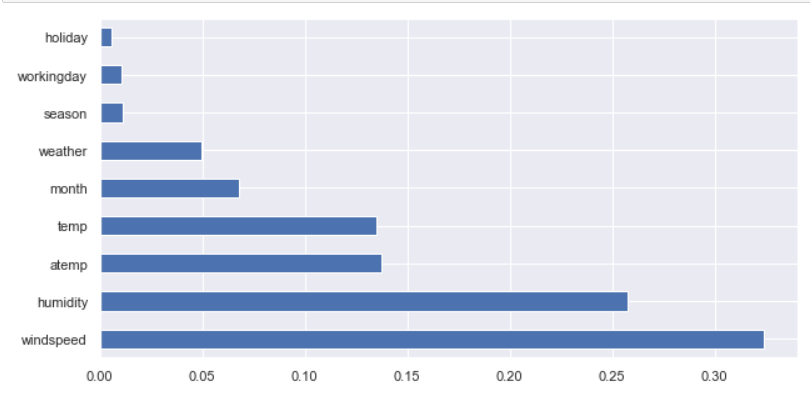 holiday
workingday
season
weather
month
temp
atemp
humidity
windspeed
0.00 0.05 0.10 0.15 0.20 0.25 0.30